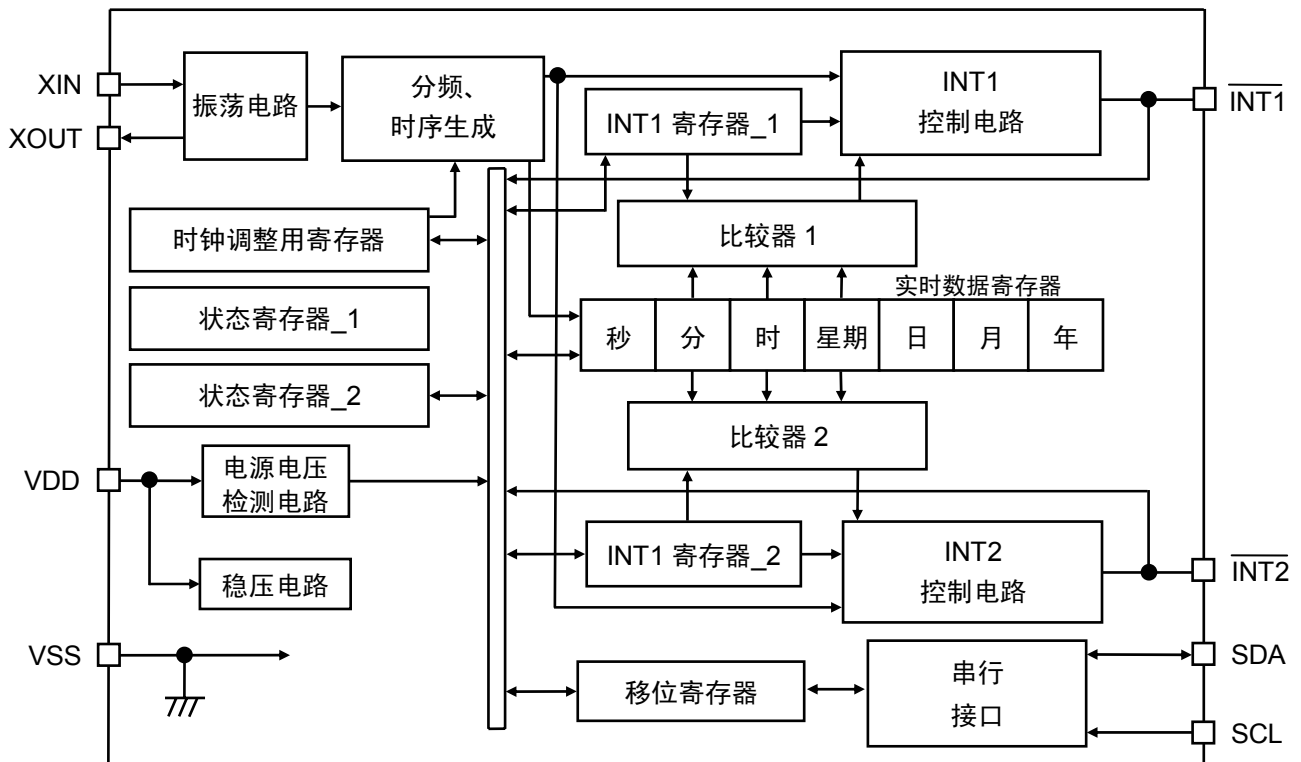 XIN
XOUT
振荡电路
分频、
时序生成
INT1 寄存器_1
INT1
控制电路
INT1
时钟调整用寄存器
比较器 1
实时数据寄存器
状态寄存器_1
秒 分 时 星期 日 月 年
状态寄存器_2
比较器 2
VDD
电源电压
检测电路
稳压电路
INT1 寄存器_2
INT2
控制电路
INT2
VSS
移位寄存器
串行
接口
SDA
SCL